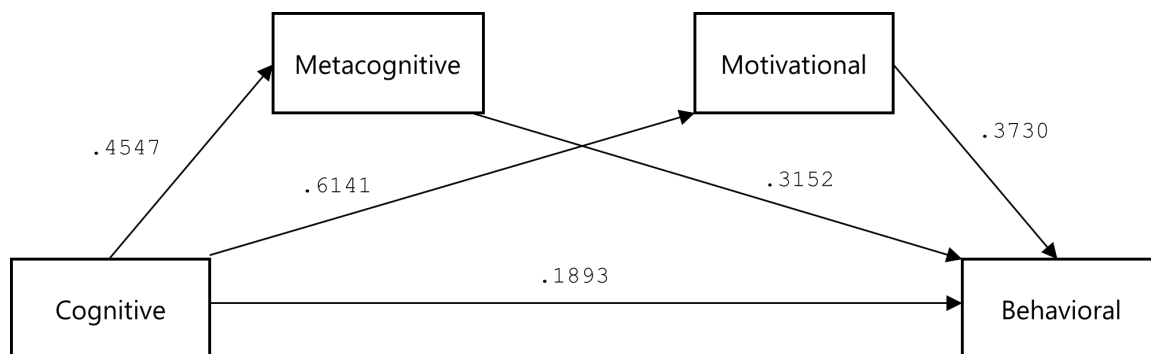 Metacognitive
Motivational
.4547
.6141
.3152
.3730
.1893
Cognitive
Behavioral